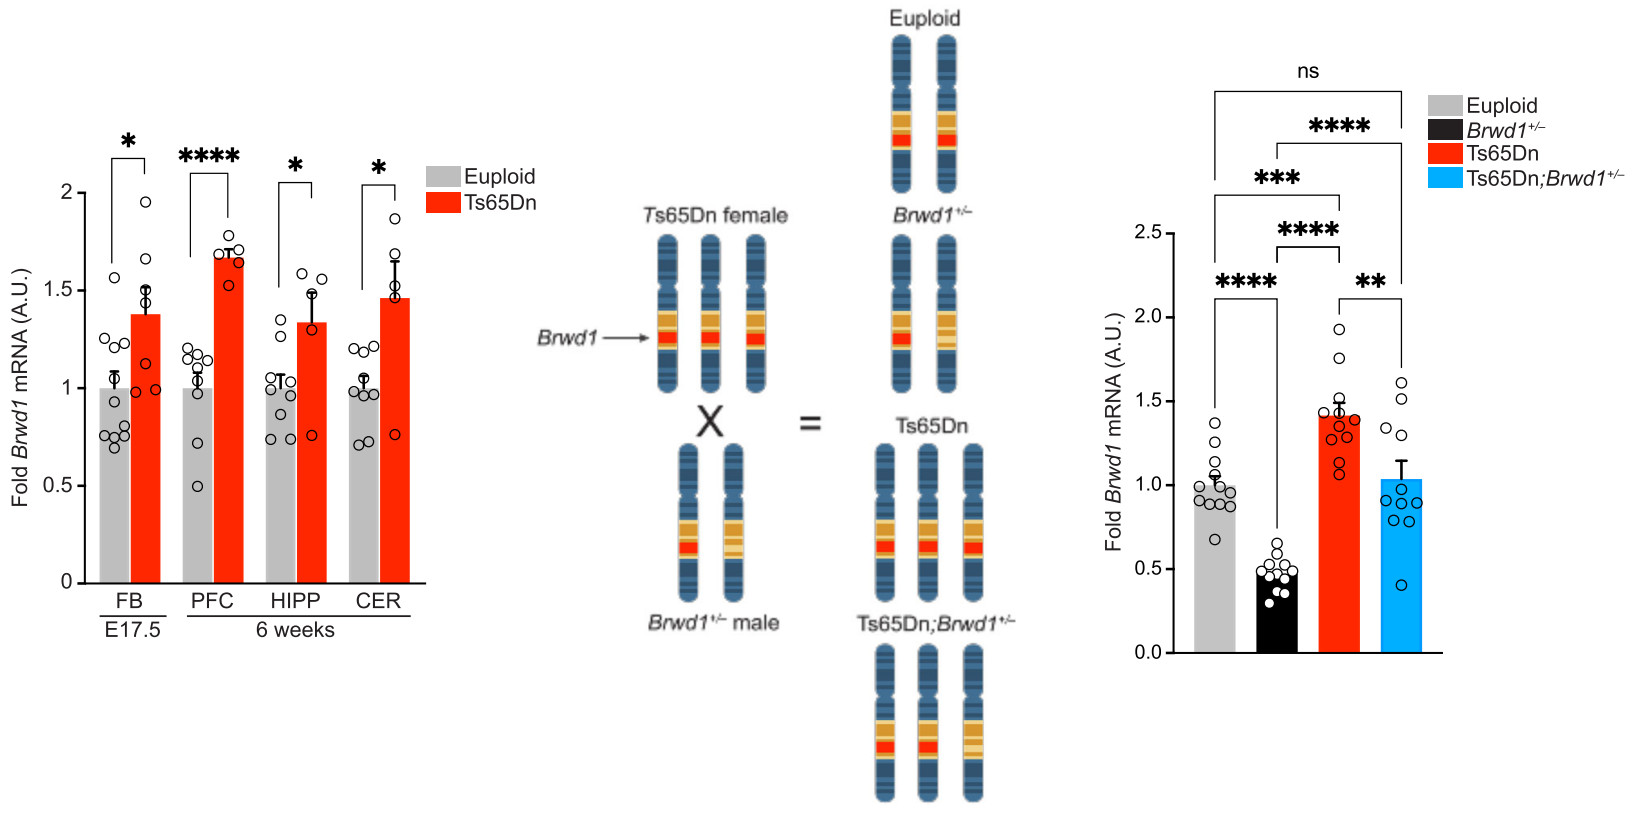 *
****
*
*
Euploid
Ts65Dn
2
1.5
1
0.5
0
Fold Brwd1 mRNA (A.U.)
FB
PFC
HIPP
CER
E17.5
6 weeks
Euploid
Ts65Dn female
Brwd1+/–
Brwd1
X
=
Ts65Dn
Brwd1+/– male
Ts65Dn;Brwd1+/–
ns
****
***
****
****
**
Euploid
Brwd1+/–
Ts65Dn
Ts65Dn;Brwd1+/–
2.5
2.0
1.5
1.0
0.5
0.0
Fold Brwd1 mRNA (A.U.)